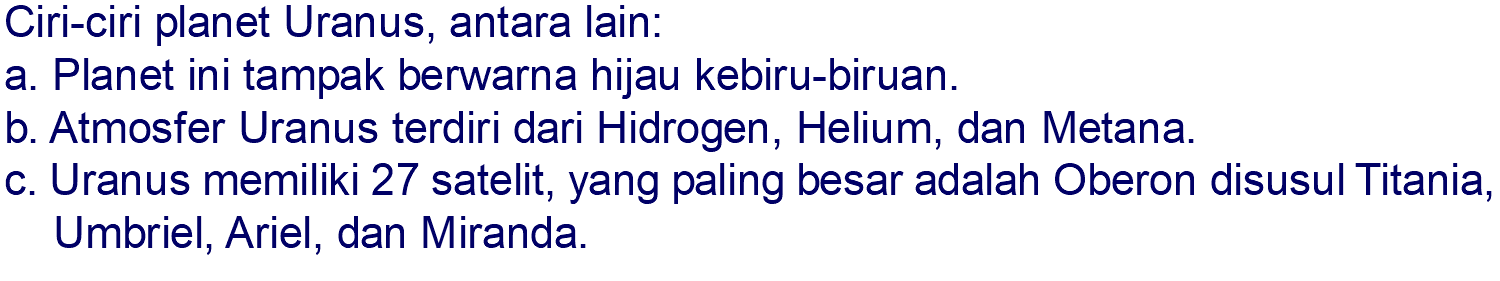 Ciri-ciri planet Uranus, antara lain:
a. Planet ini tampak berwarna hijau kebiru-biruan.
b. Atmosfer Uranus terdiri dari Hidrogen, Helium, dan Metana.
c. Uranus memiliki 27 satelit, yang paling besar adalah Oberon disusul Titania,
Umbriel, Ariel, dan Miranda.